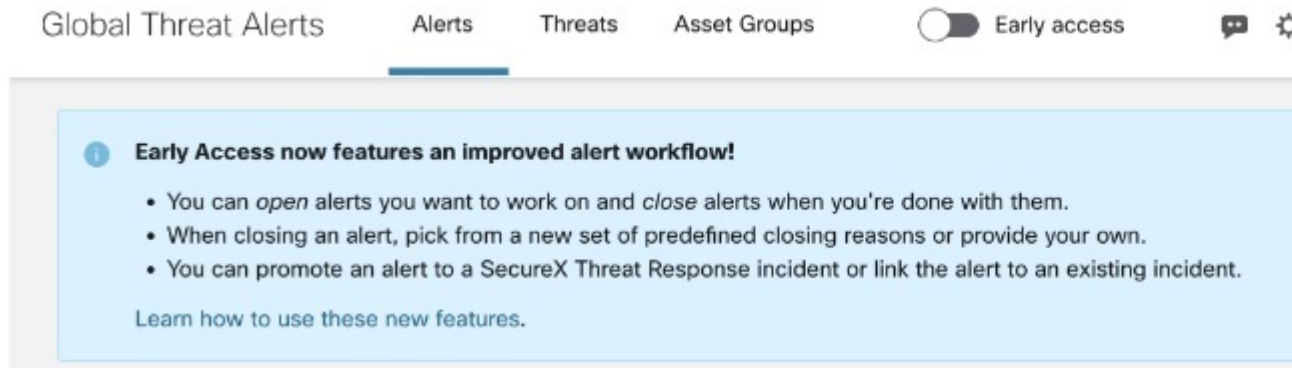 Global Threat Alerts Alerts Threats Asset Groups Early access
Early Access now features an improved alert workflow!
• You can open alerts you want to work on and close alerts when you're done with them.
• When closing an alert, pick from a new set of predefined closing reasons or provide your own.
• You can promote an alert to a SecureX Threat Response incident or link the alert to an existing incident.
Learn how to use these new features.